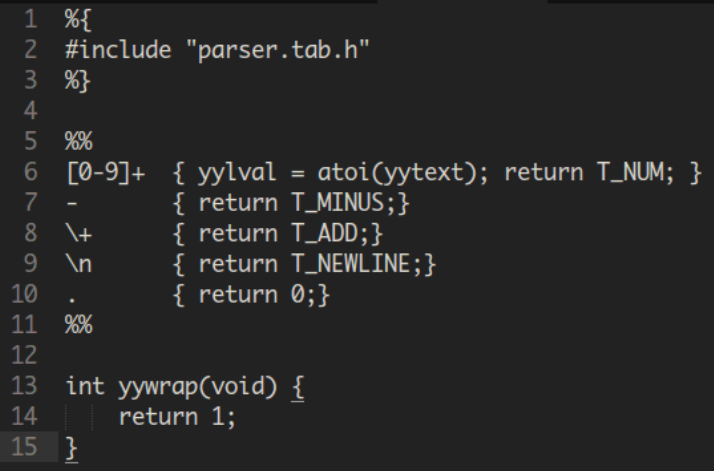 1 %{
2 #include "parser.tab.h"
3 %}
4
5 %%
6 [0-9]+  { yylval = atoi(yytext); return T_NUM; }
7 -       { return T_MINUS;}
8 \+      { return T_ADD;}
9 \n      { return T_NEWLINE;}
10 .       { return 0;}
11 %%
12
13 int yywrap(void) {
14     return 1;
15 }